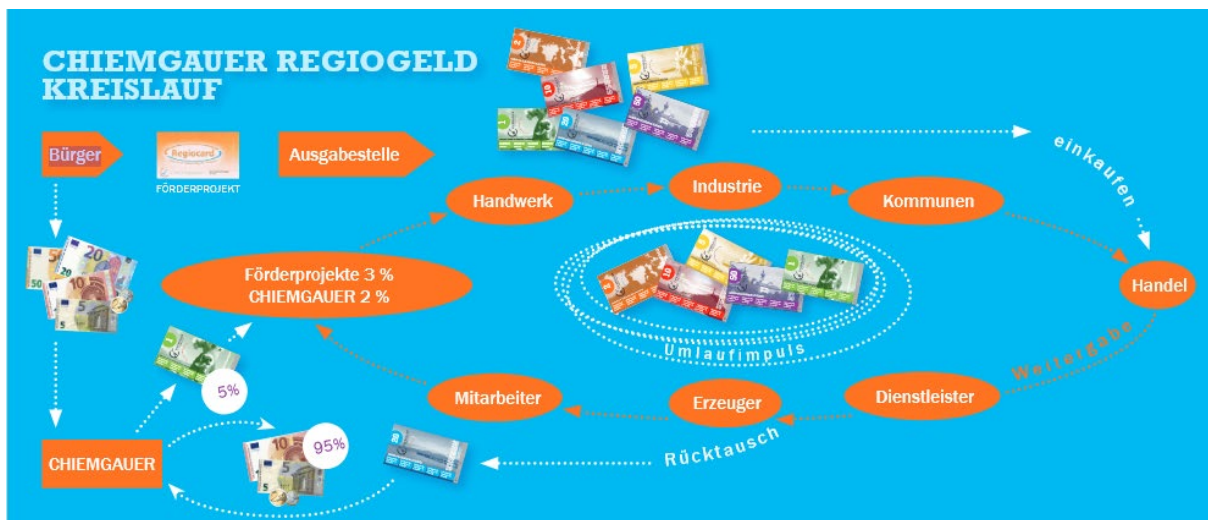 CHIEMGAUER REGIOGELD
KREISLAUF
Bürger
Regiocard
FÖRDERPROJEKT
Ausgabestelle
einkaufen
Handwerk
Industrie
Kommunen
Handel
Förderprojekte 3 %
CHIEMGAUER 2 %
Umlaufimpuls
Weitergabe
5%
Mitarbeiter
Erzeuger
Dienstleister
Rücktausch
CHIEMGAUER
95%